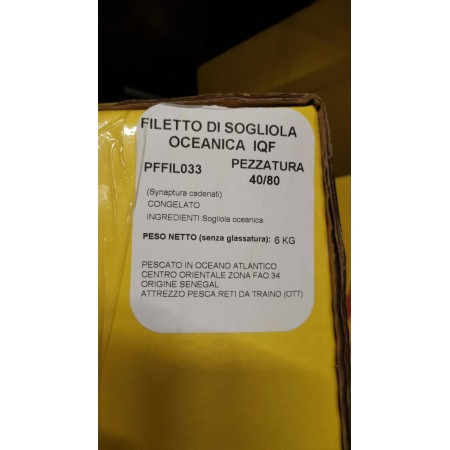 FILETTO DI SOGLIOLA
OCEANICA IQF
PFFIL033 PEZZATURA
40/80
(Synaptura cadenati)
CONGELATO
INGREDIENTI:Sogliola oceanica
PESO NETTO (senza glassatura): 6 KG
PESCATO IN OCEANO ATLANTICO
CENTRO ORIENTALE ZONA FAO 34
ORIGINE SENEGAL
ATTREZZO PESCA:RETI DA TRAINO (OTT)